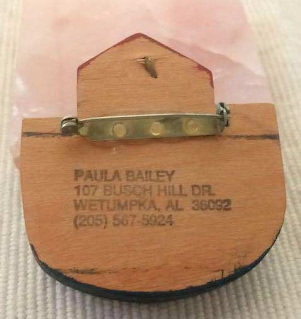 PAULA BAILEY
107 BUSCH HILL DR.
WETUMPKA, AL 36092
(205) 567-5924